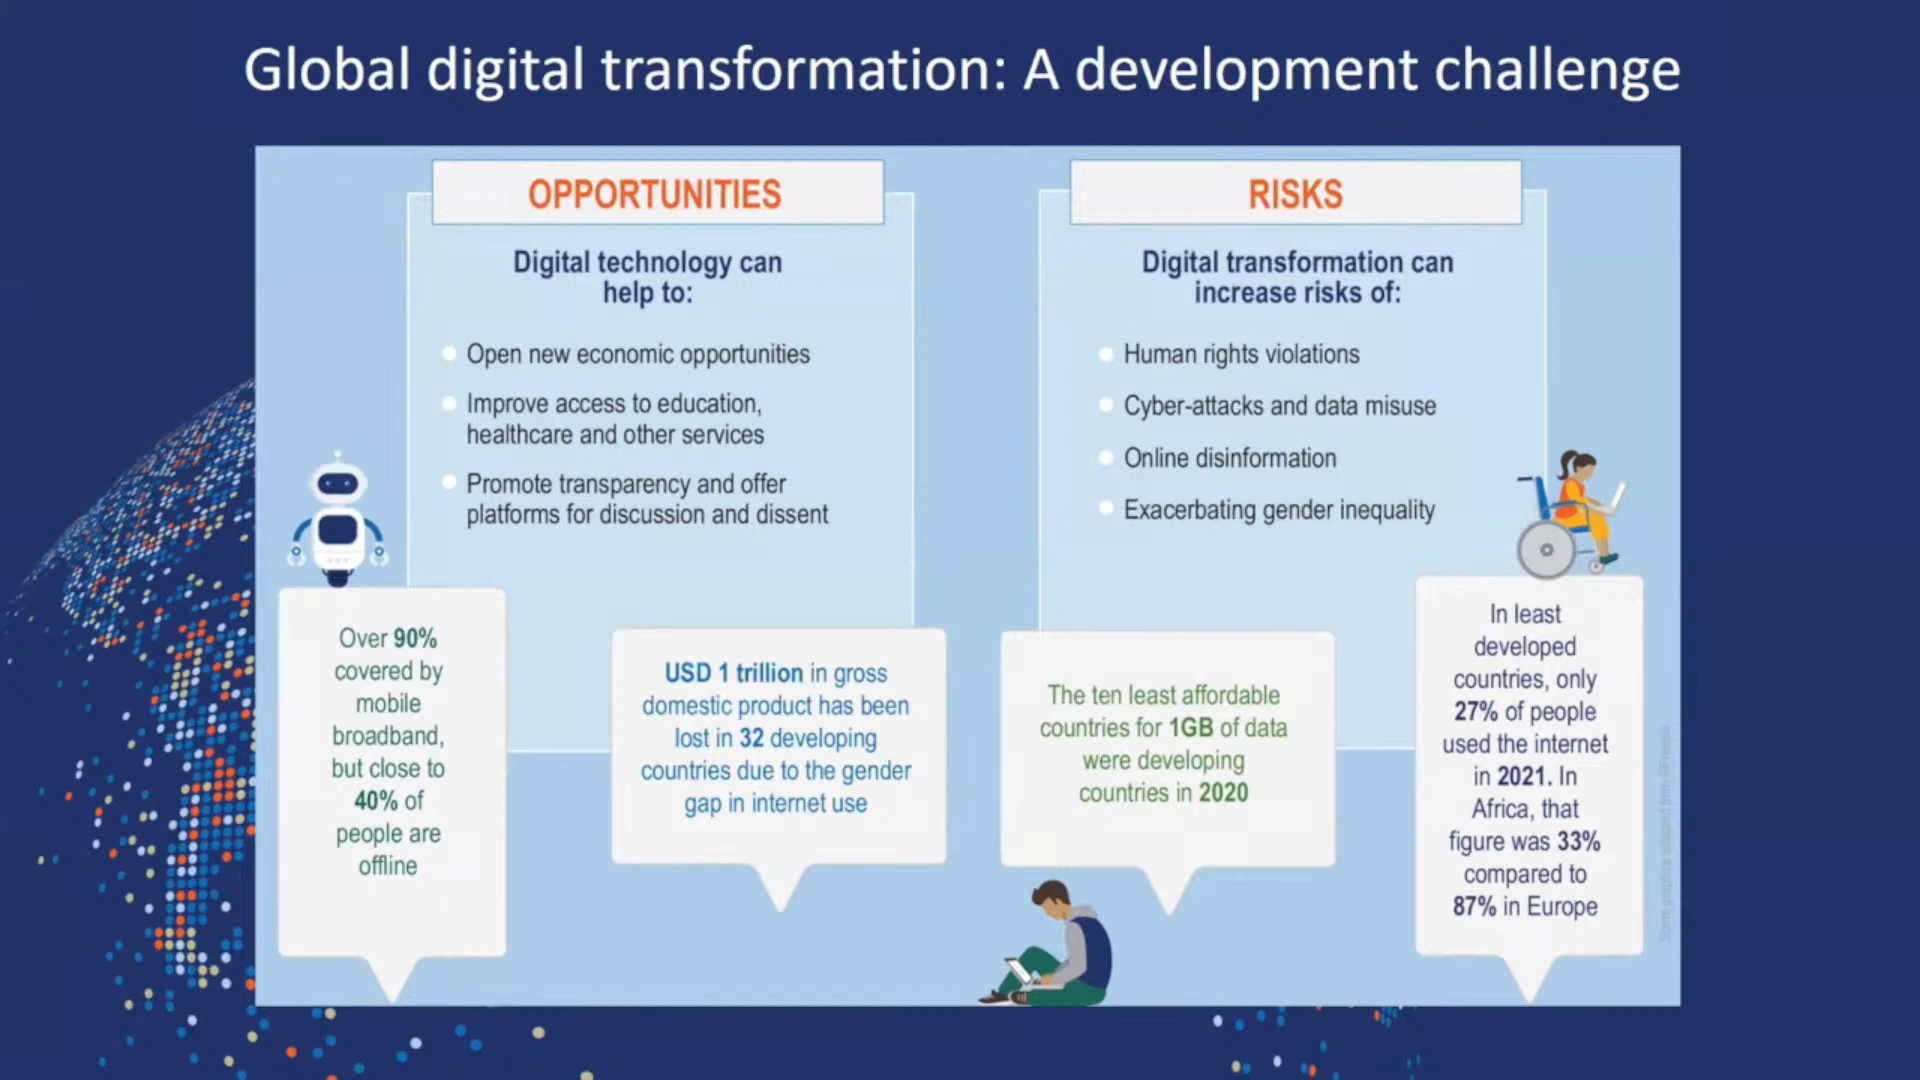 Global digital transformation: A development challenge
OPPORTUNITIES
Digital technology can
help to:
Open new economic opportunities
Improve access to education,
healthcare and other services
Promote transparency and offer
platforms for discussion and dissent
RISKS
Digital transformation can
increase risks of:
Human rights violations
Cyber-attacks and data misuse
Online disinformation
Exacerbating gender inequality
Over 90%
covered by
mobile
broadband,
but close to
40% of
people are
offline
USD 1 trillion in gross
domestic product has been
lost in 32 developing
countries due to the gender
gap in internet use
The ten least affordable
countries for 1GB of data
were developing
countries in 2020
In least
developed
countries, only
27% of people
used the internet
in 2021. In
Africa, that
figure was 33%
compared to
87% in Europe